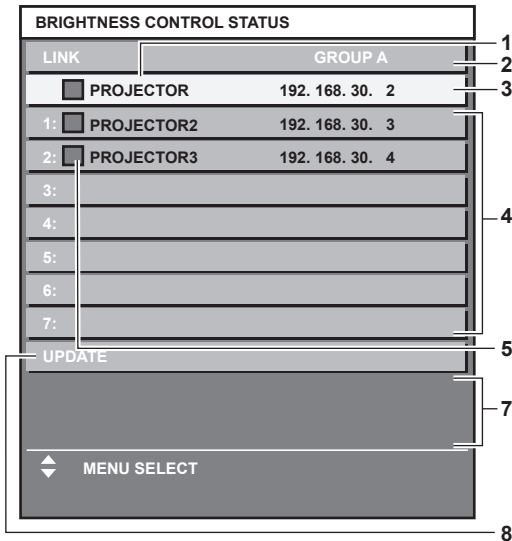 BRIGHTNESS CONTROL STATUS
1
LINK GROUP A
2
PROJECTOR 192. 168. 30. 2
3
1: PROJECTOR2 192. 168. 30. 3
2: PROJECTOR3 192. 168. 30. 4
3:
4:
4
5:
6:
7:
UPDATE
5
7
MENU SELECT
8